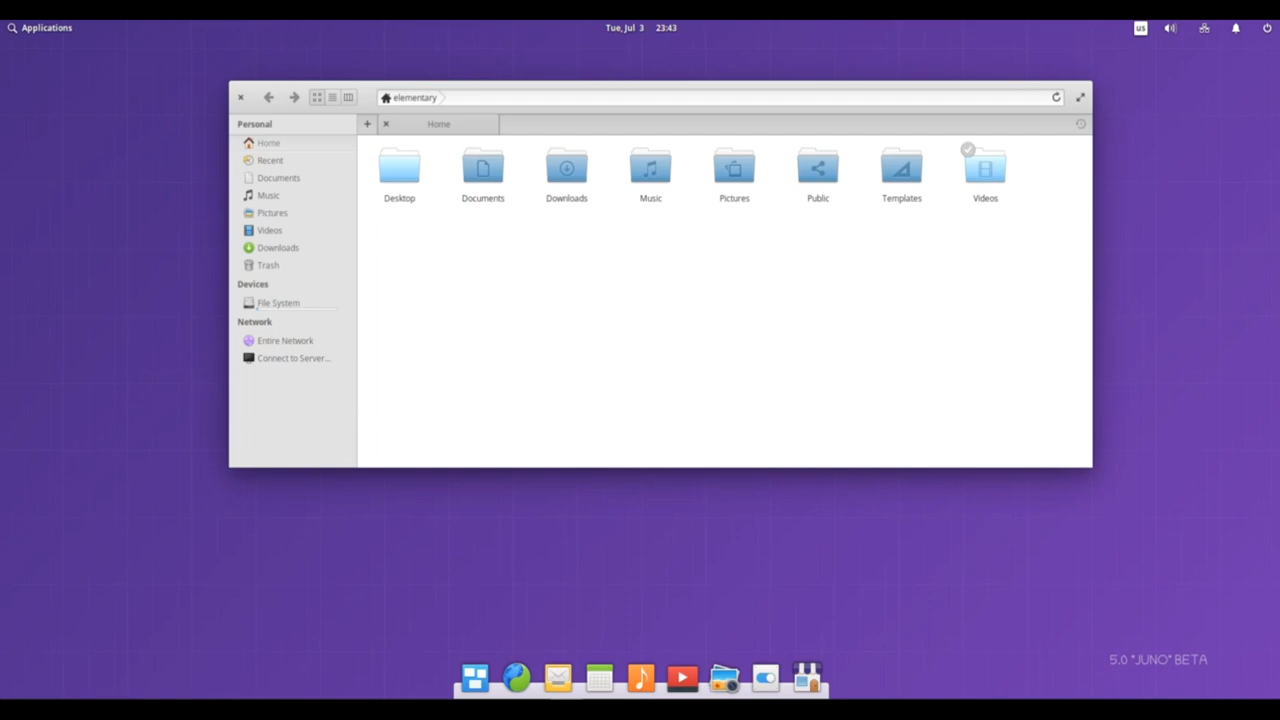 Applications
Tue, Jul 3 23:43
us
elementary
Personal
Home
Home
Recent
Documents
Music
Pictures
Videos
Downloads
Trash
Devices
File System
Network
Entire Network
Connect to Server...
Desktop
Documents
Downloads
Music
Pictures
Public
Templates
Videos
5.0 "JUNO" BETA